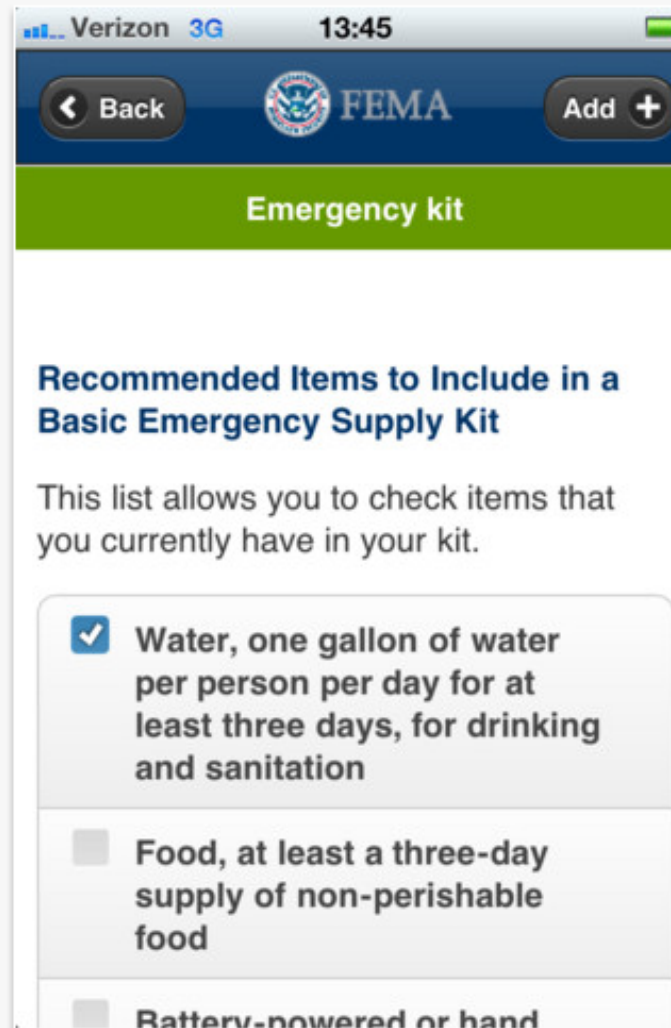 Verizon 3G 13:45
Back FEMA Add +
Emergency kit
Recommended Items to Include in a
Basic Emergency Supply Kit
This list allows you to check items that
you currently have in your kit.
Water, one gallon of water
per person per day for at
least three days, for drinking
and sanitation
Food, at least a three-day
supply of non-perishable
food
Battery-powered or hand